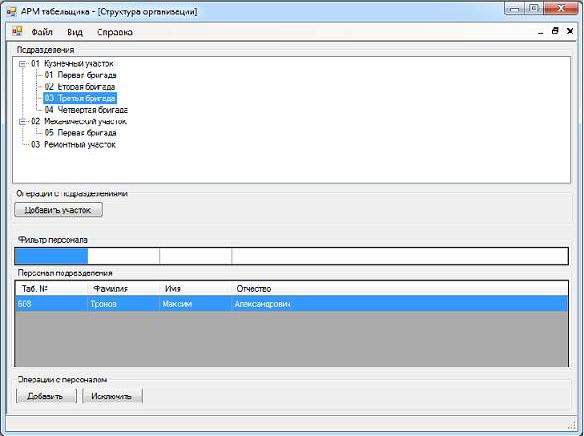 АРМ табельщика - [Структура организации]
Файл Вид Справка
Подразделения
01 Кузнечный участок
01 Первая бригада
02 Вторая бригада
03 Третья бригада
04 Четвертая бригада
02 Механический участок
05 Первая бригада
03 Ремонтный участок
Операции с подразделениями
Добавить участок
Фильтр персонала
Персонал подразделения
Таб. № Фамилия Имя Отчество
608 Тронов Максим Александрович
Операции с персоналом
Добавить Исключить